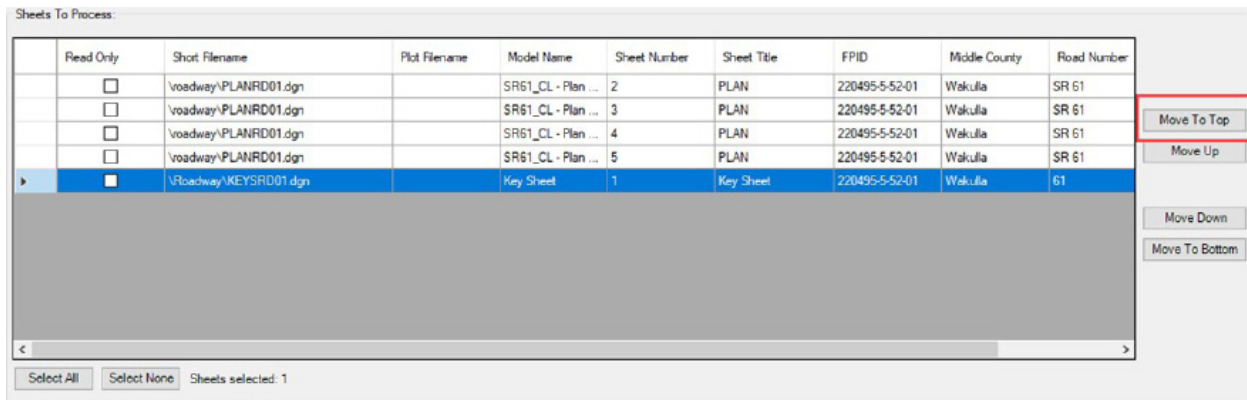 Sheets To Process:
Read Only Short Filename Plot Filename Model Name Sheet Number Sheet Title FPID Middle County Road Number
\roadway\PLANRD01.dgn SR61_CL - Plan ... 2 PLAN 220495-5-52-01 Wakulla SR 61
\roadway\PLANRD01.dgn SR61_CL - Plan ... 3 PLAN 220495-5-52-01 Wakulla SR 61
\roadway\PLANRD01.dgn SR61_CL - Plan ... 4 PLAN 220495-5-52-01 Wakulla SR 61
\roadway\PLANRD01.dgn SR61_CL - Plan ... 5 PLAN 220495-5-52-01 Wakulla SR 61
\Roadway\KEYSRD01.dgn Key Sheet 1 Key Sheet 220495-5-52-01 Wakulla 61
Move To Top
Move Up
Move Down
Move To Bottom
Select All Select None Sheets selected: 1